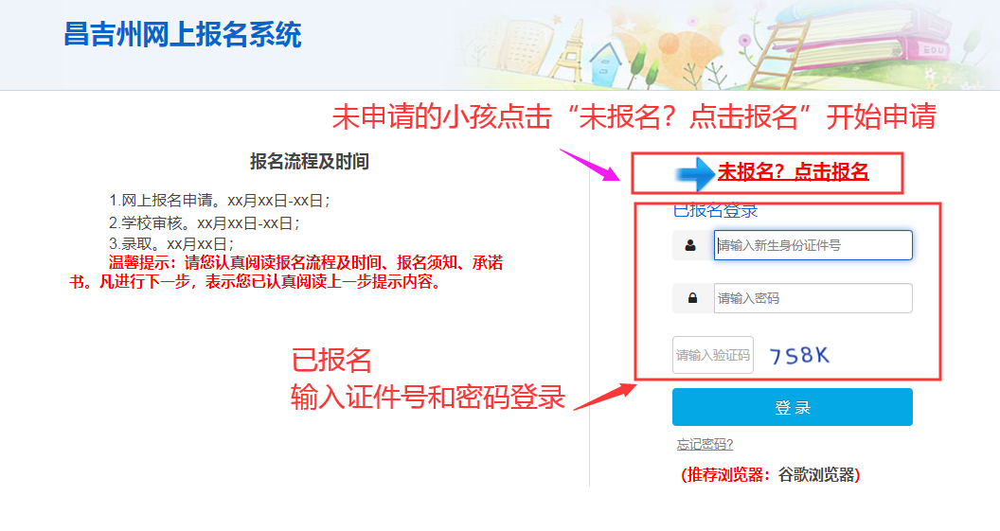 昌吉州网上报名系统
EDU
未申请的小孩点击“未报名？点击报名”开始申请
报名流程及时间
1.网上报名申请。xx月xx日-xx日；
2.学校审核。xx月xx日-xx日；
3.录取。xx月xx日；
温馨提示：请您认真阅读报名流程及时间、报名须知、承诺
书。凡进行下一步，表示您已认真阅读上一步提示内容。
未报名？点击报名
已报名登录
请输入新生身份证件号
请输入密码
请输入验证码 7S8K
已报名
输入证件号和密码登录
登 录
忘记密码?
（推荐浏览器：谷歌浏览器）